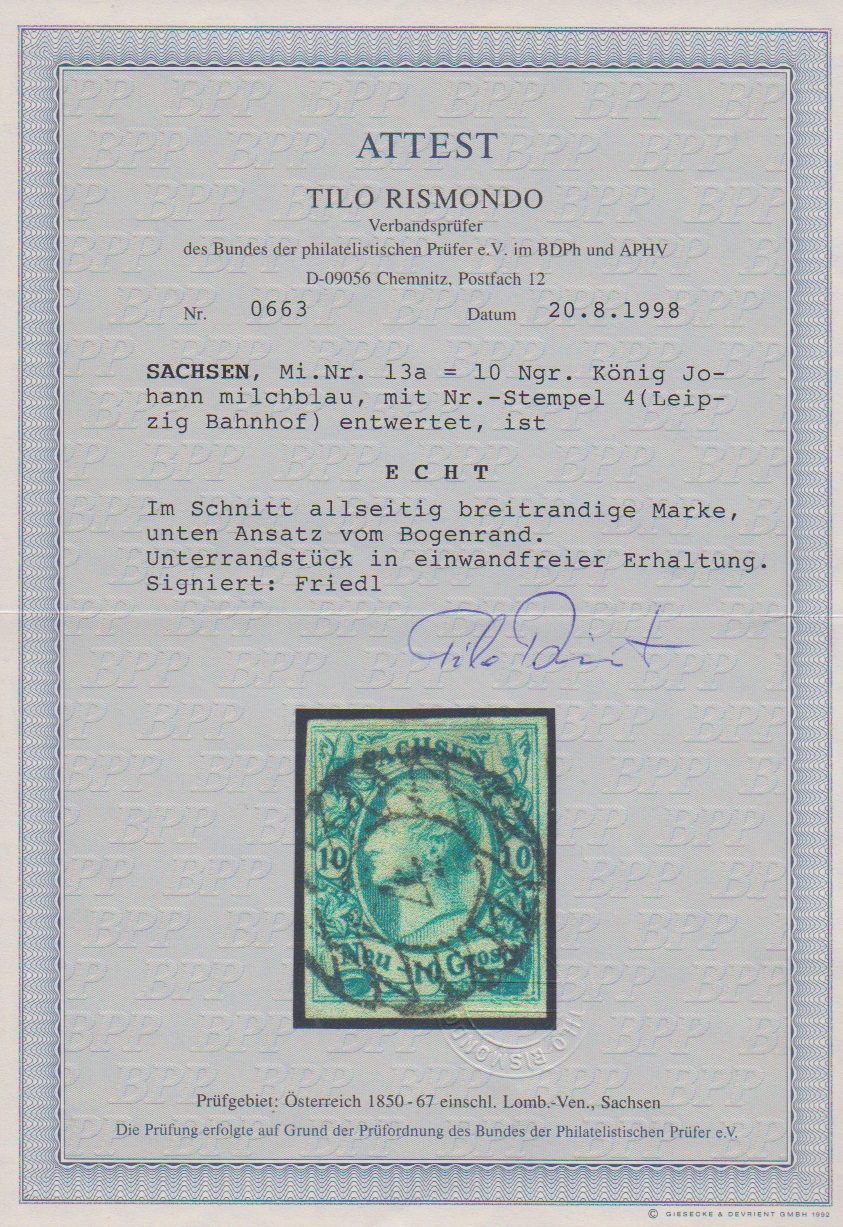 ATTEST
TILO RISMONDO
Verbandsprüfer
des Bundes der philatelistischen Prüfer e.V. im BDPh und APHV
D-09056 Chemnitz, Postfach 12
Nr. 0663 Datum 20.8.1998
SACHSEN, Mi.Nr. 13a = 10 Ngr. König Jo-
hann milchblau, mit Nr.-Stempel 4(Leip-
zig Bahnhof) entwertet, ist
E C H T
Im Schnitt allseitig breitrandige Marke,
unten Ansatz vom Bogenrand.
Unterrandstück in einwandfreier Erhaltung.
Signiert: Friedl
SACHSEN
10 10
4
Neu - 10 Grosch
TILO RISMONDO
Prüfgebiet: Österreich 1850 - 67 einschl. Lomb.-Ven., Sachsen
Die Prüfung erfolgte auf Grund der Prüfordnung des Bundes der Philatelistischen Prüfer e.V.
© GIESECKE & DEVRIENT GMBH 1992